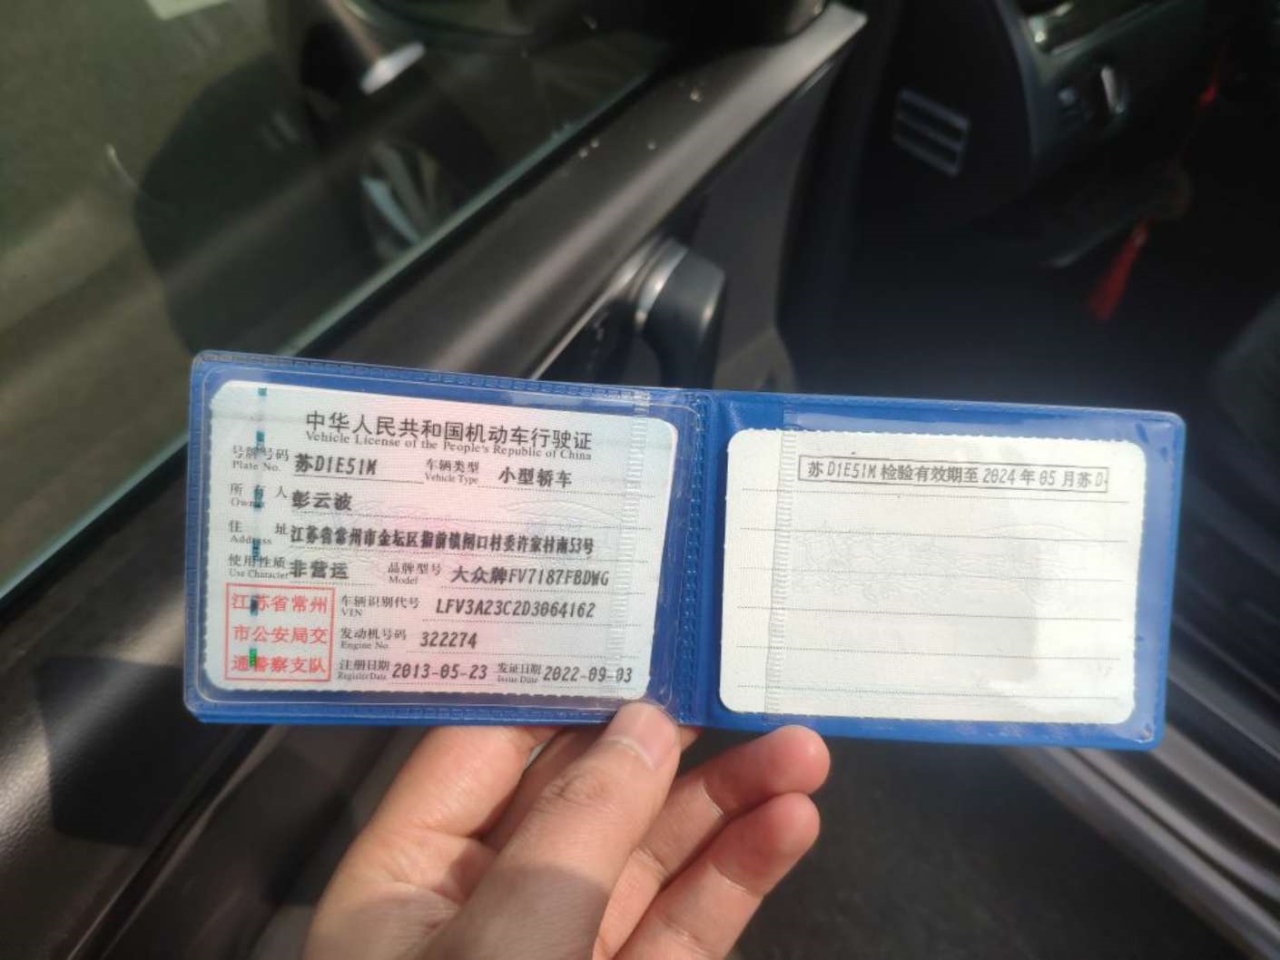 中华人民共和国机动车行驶证
Vehicle License of the People's Republic of China
号牌号码 苏D1E51M 车辆类型 小型轿车
Plate No. Vehicle Type
所有人 彭云波
Owner
住址 江苏省常州市金坛区指前镇闸口村委许家村南53号
Address
使用性质 非营运 品牌型号 大众牌FV7187FBDWG
Use Character Model
江苏省常州 车辆识别代号 LFV3A23C2D3064162
VIN
市公安局交 发动机号码 322274
Engine No.
通警察支队 注册日期 2013-05-23 发证日期 2022-09-03
Register Date Issue Date
苏D1E51M检验有效期至2024年05月苏D